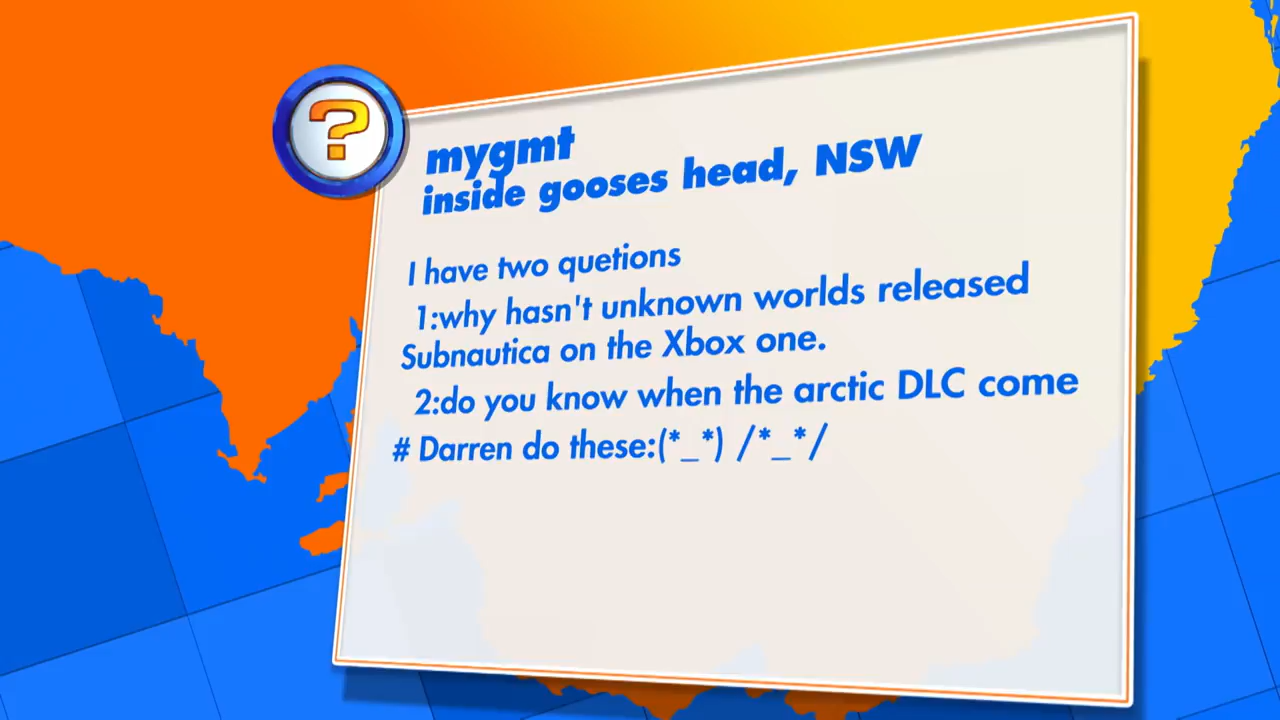 ?
mygmt
inside gooses head, NSW
I have two quetions
1:why hasn't unknown worlds released
Subnautica on the Xbox one.
2:do you know when the arctic DLC come
# Darren do these:(*_*) /*_*/